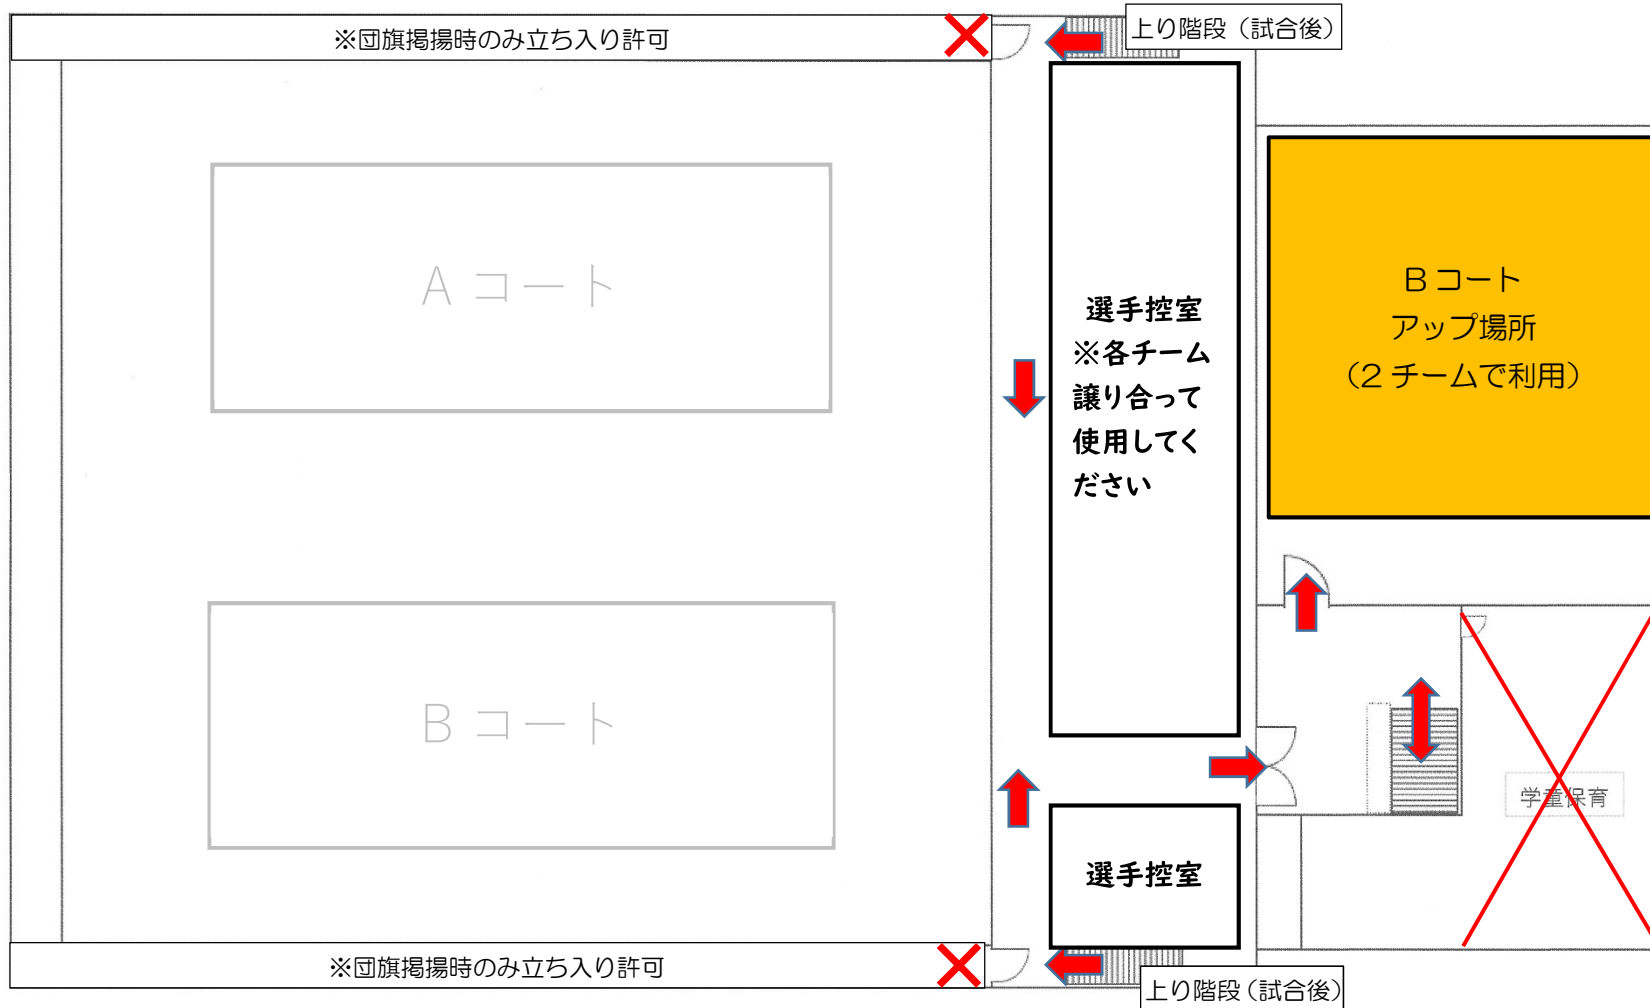 ※団旗掲揚時のみ立ち入り許可
上り階段（試合後）
Aコート
選手控室
※各チーム
譲り合って
使用してく
ださい
Bコート
アップ場所
（2チームで利用）
Bコート
学童保育
選手控室
※団旗掲揚時のみ立ち入り許可
上り階段（試合後）